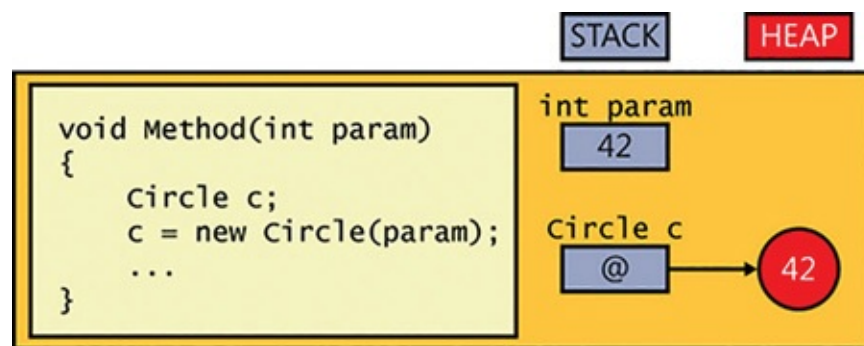 STACK HEAP
void Method(int param)
{
    Circle c;
    c = new Circle(param);
    ...
}
int param
42
Circle c
@ 42